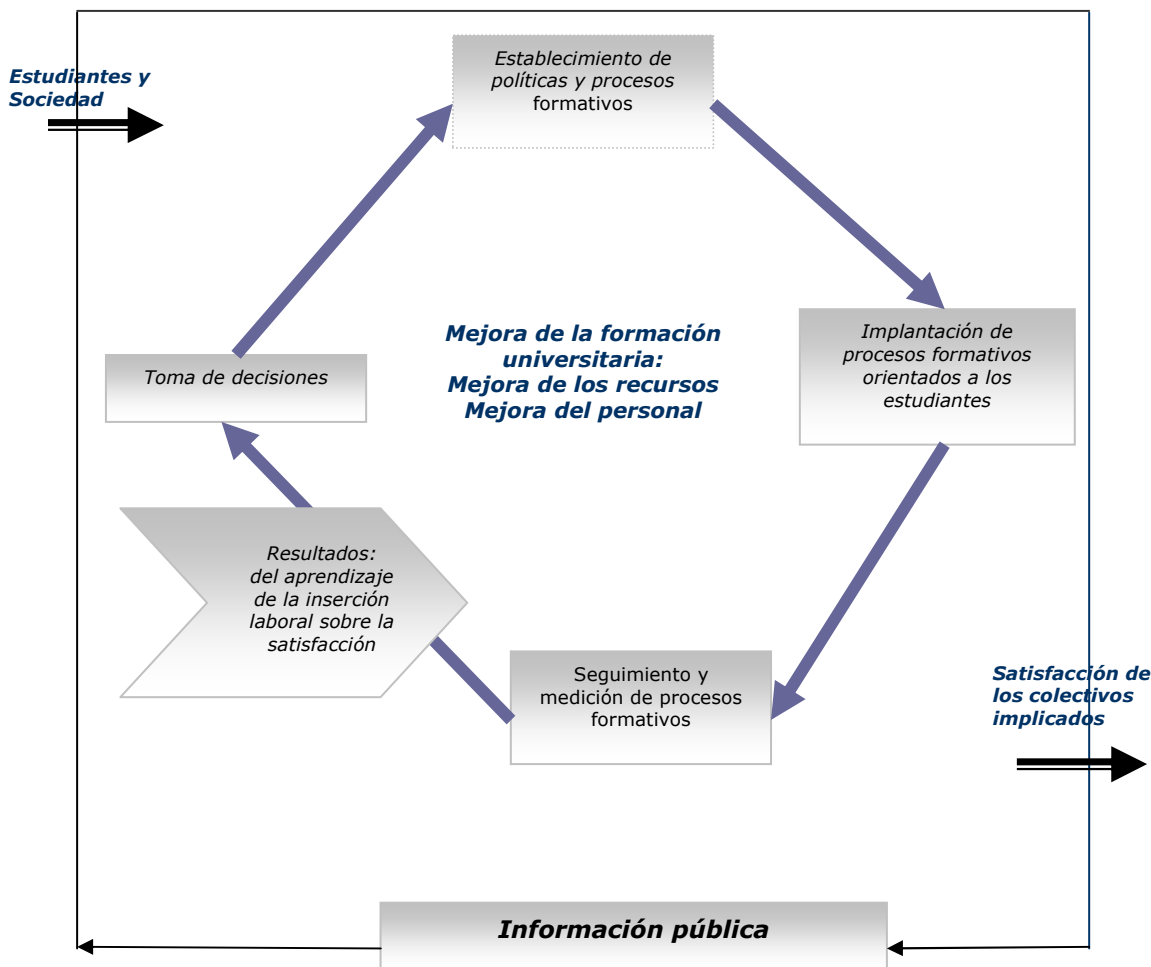 Establecimiento de
políticas y procesos
formativos
Estudiantes y
Sociedad
Mejora de la formación
universitaria:
Mejora de los recursos
Mejora del personal
Implantación de
procesos formativos
orientados a los
estudiantes
Toma de decisiones
Resultados:
del aprendizaje
de la inserción
laboral sobre la
satisfacción
Seguimiento y
medición de procesos
formativos
Satisfacción de
los colectivos
implicados
Información pública